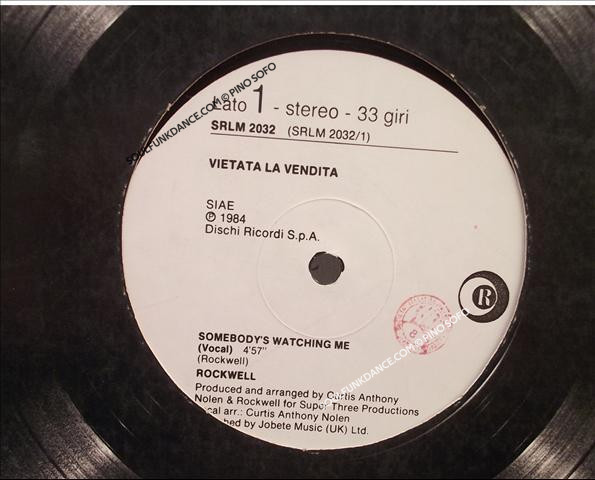 Lato 1 - stereo - 33 giri
SRLM 2032 (SRLM 2032/1)
VIETATA LA VENDITA
SIAE
℗ 1984
Dischi Ricordi S.p.A.
R
SOMEBODY'S WATCHING ME
(Vocal) 4'57"
(Rockwell)
ROCKWELL
Produced and arranged by Curtis Anthony
Nolen & Rockwell for Super Three Productions
ocal arr.: Curtis Anthony Nolen
hed by Jobete Music (UK) Ltd.
SOULFUNKDANCE.COM © PINO SOFO
SOULFUNKDANCE.COM © PINO SOFO